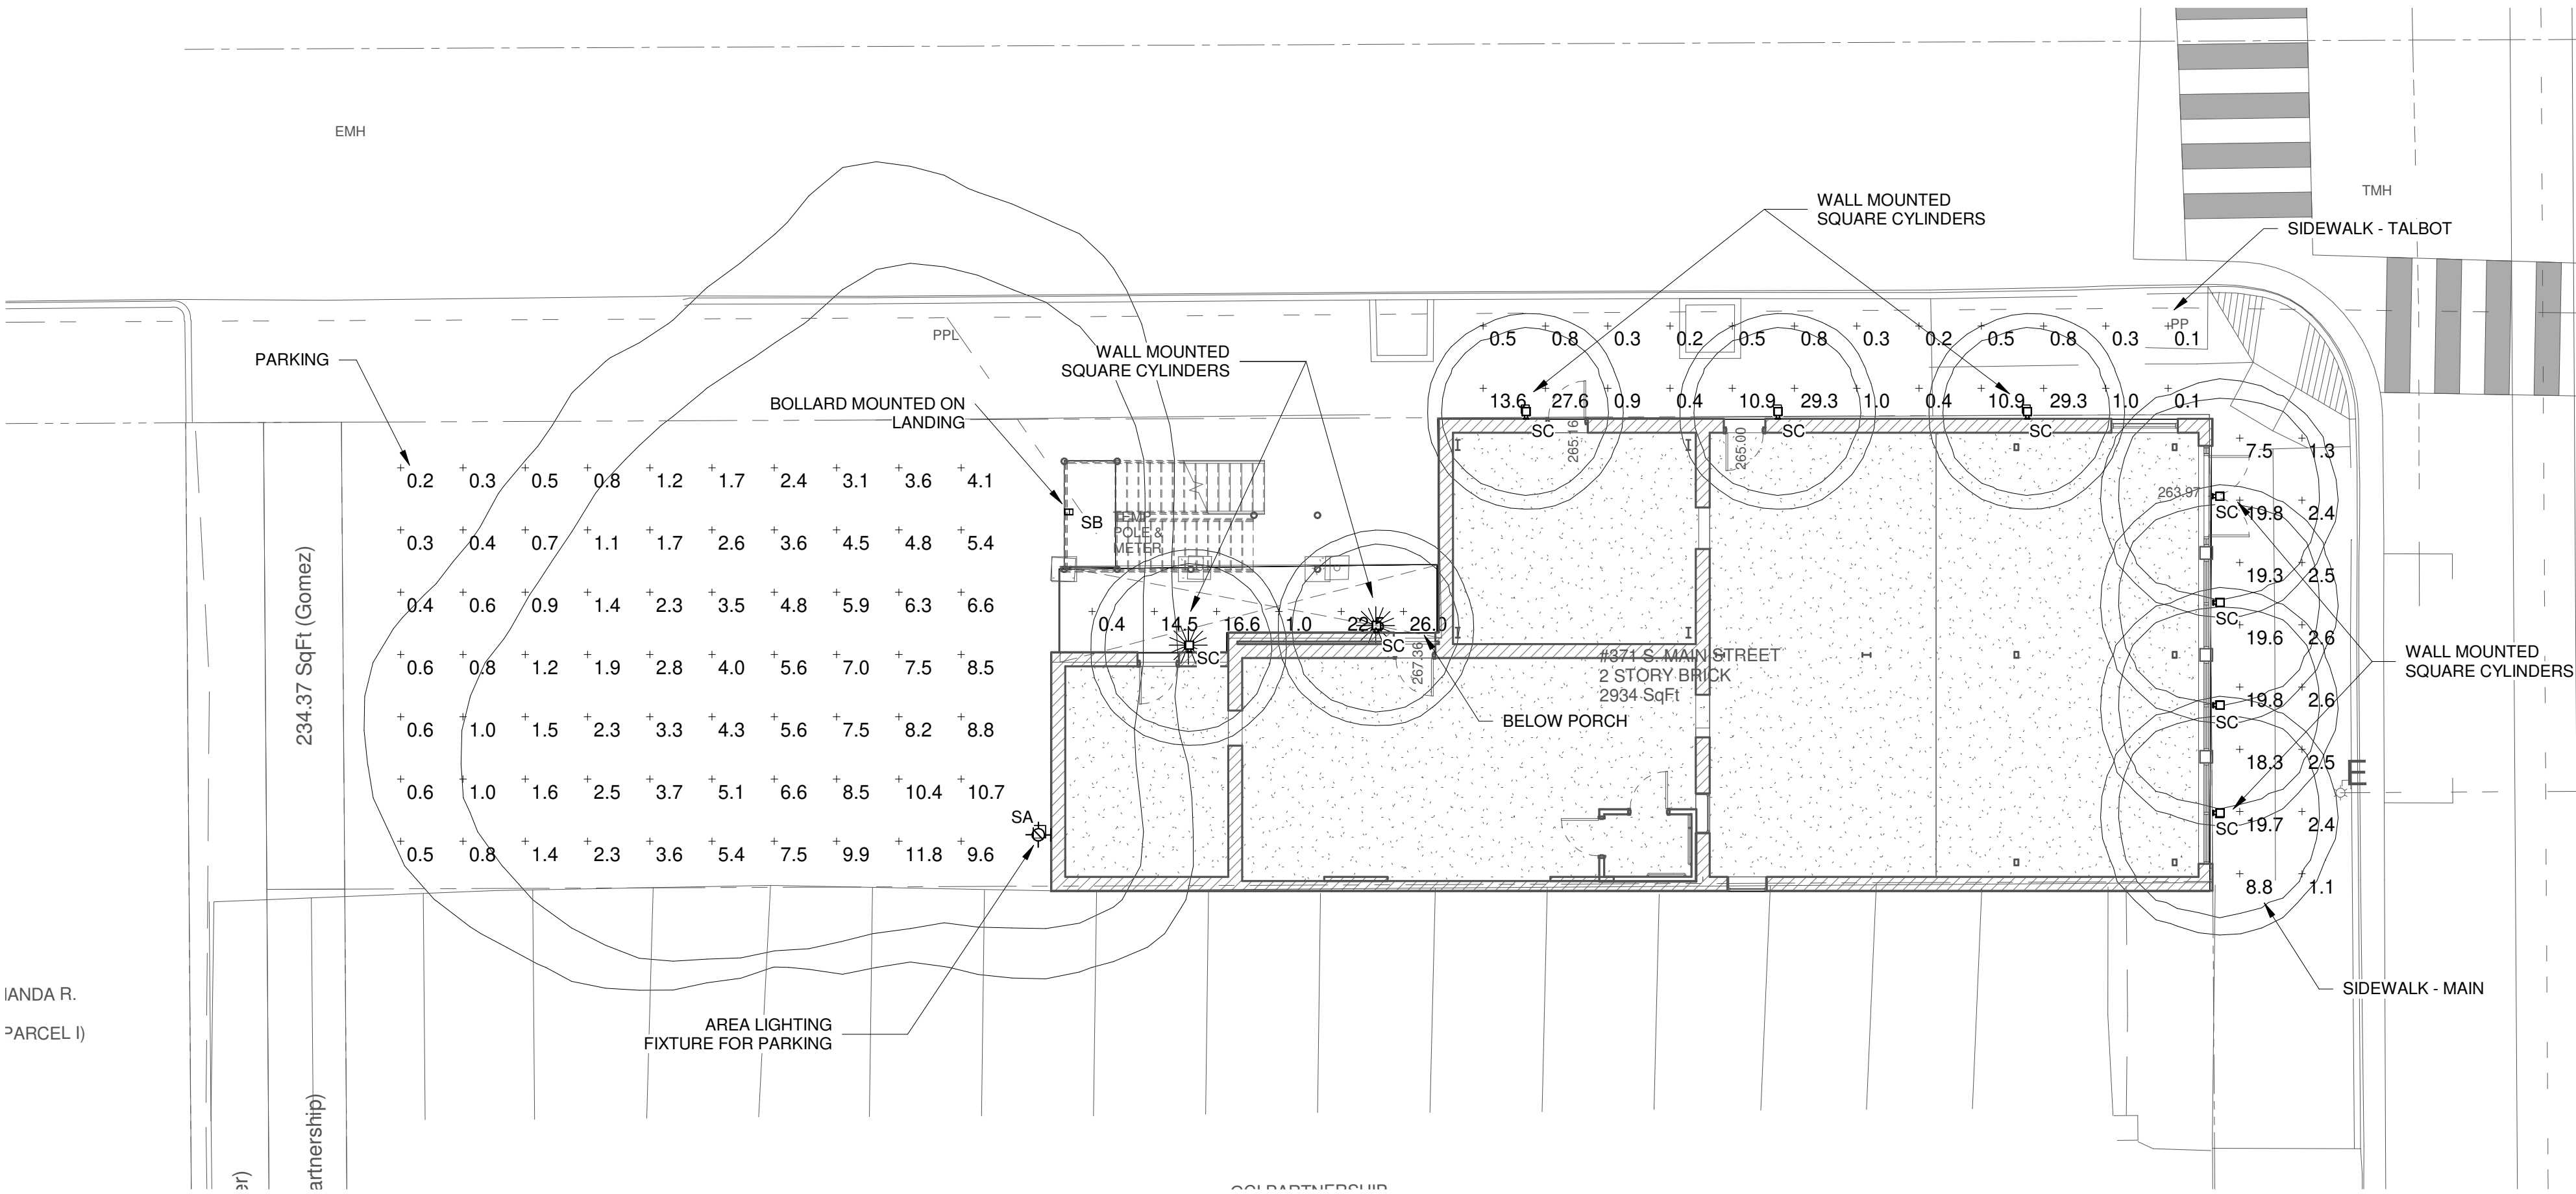 EMH
TMH
WALL MOUNTED
SQUARE CYLINDERS
SIDEWALK - TALBOT
PP
PPL
PARKING
WALL MOUNTED
SQUARE CYLINDERS
BOLLARD MOUNTED ON
LANDING
0.5 0.8 0.3 0.2 0.5 0.8 0.3 0.2 0.5 0.8 0.3 0.1
13.6 27.6 0.9 0.4 10.9 29.3 1.0 0.4 10.9 29.3 1.0 0.1
SC SC SC
265.16
265.00
0.2 0.3 0.5 0.8 1.2 1.7 2.4 3.1 3.6 4.1
0.3 0.4 0.7 1.1 1.7 2.6 3.6 4.5 4.8 5.4
0.4 0.6 0.9 1.4 2.3 3.5 4.8 5.9 6.3 6.6
0.6 0.8 1.2 1.9 2.8 4.0 5.6 7.0 7.5 8.5
0.6 1.0 1.5 2.3 3.3 4.3 5.6 7.5 8.2 8.8
0.6 1.0 1.6 2.5 3.7 5.1 6.6 8.5 10.4 10.7
0.5 0.8 1.4 2.3 3.6 5.4 7.5 9.9 11.8 9.6
SB
TEMP
POLE &
METER
0.4 14.5 16.6 1.0 26.0
SC
SC
267.36
BELOW PORCH
#371 S. MAIN STREET
2 STORY BRICK
2934 SqFt
263.97
7.5 1.3
SC 19.8 2.4
19.3 2.5
SC
19.6 2.6
19.8 2.6
SC
18.3 2.5
E
SC 19.7 2.4
8.8 1.1
WALL MOUNTED
SQUARE CYLINDERS
SIDEWALK - MAIN
SA
AREA LIGHTING
FIXTURE FOR PARKING
234.37 SqFt (Gomez)
ANDA R.
PARCEL I)
artnership)
er)